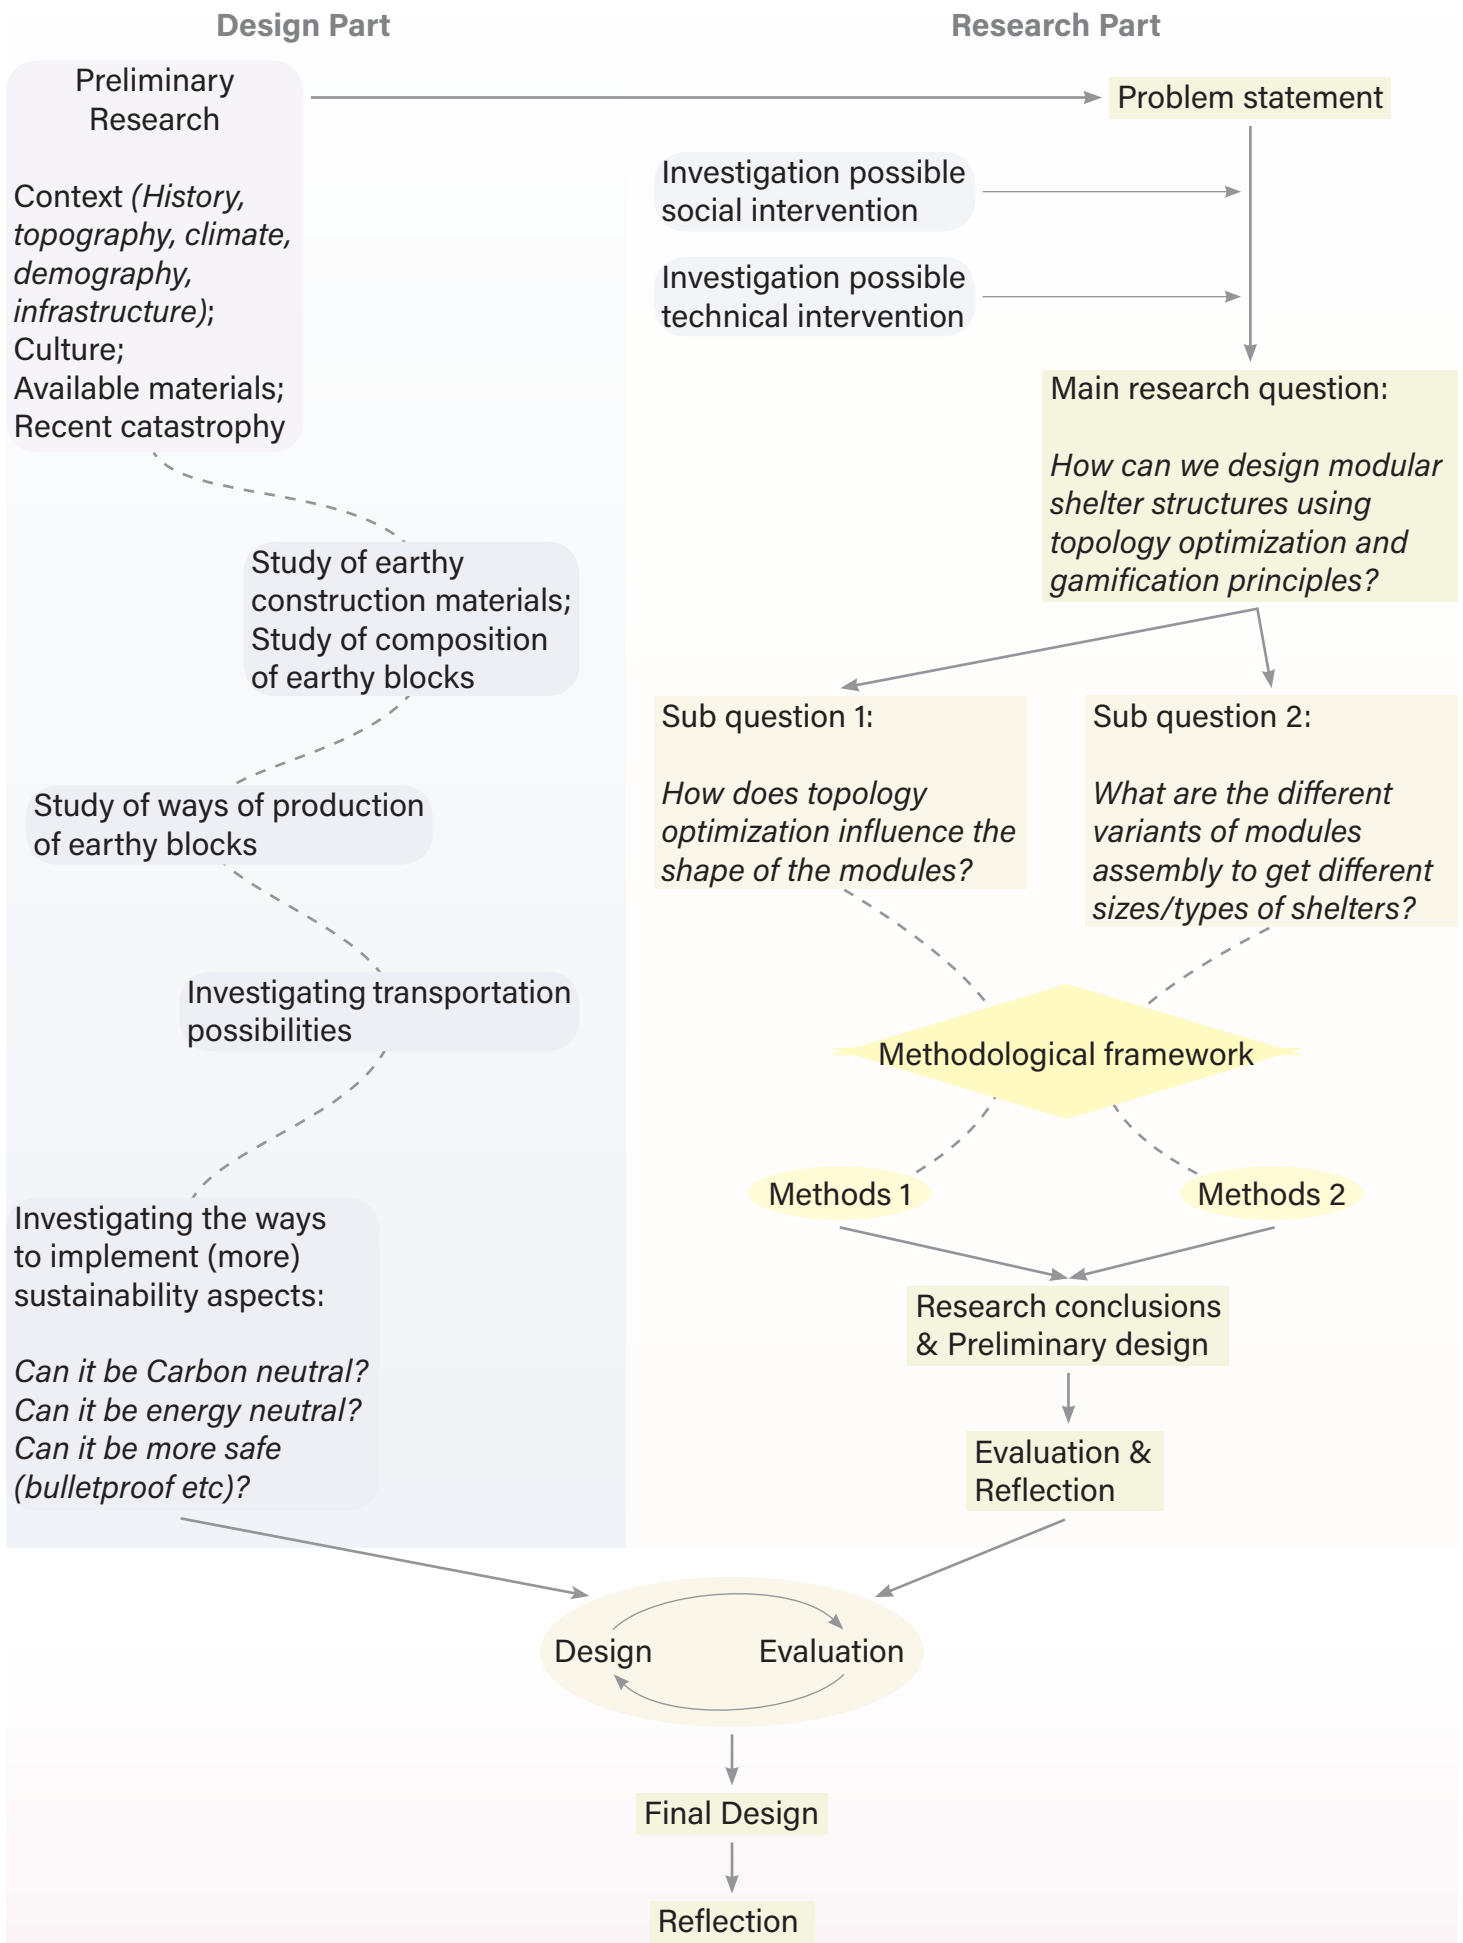 Design Part
Preliminary
Research
Context (History,
topography, climate,
demography,
infrastructure);
Culture;
Available materials;
Recent catastrophy
Study of earthy
construction materials;
Study of composition
of earthy blocks
Study of ways of production
of earthy blocks
Investigating transportation
possibilities
Investigating the ways
to implement (more)
sustainability aspects:
Can it be Carbon neutral?
Can it be energy neutral?
Can it be more safe
(bulletproof etc)?
Research Part
Problem statement
Investigation possible
social intervention
Investigation possible
technical intervention
Main research question:
How can we design modular
shelter structures using
topology optimization and
gamification principles?
Sub question 1:
How does topology
optimization influence the
shape of the modules?
Sub question 2:
What are the different
variants of modules
assembly to get different
sizes/types of shelters?
Methodological framework
Methods 1
Methods 2
Research conclusions
& Preliminary design
Evaluation &
Reflection
Design
Evaluation
Final Design
Reflection